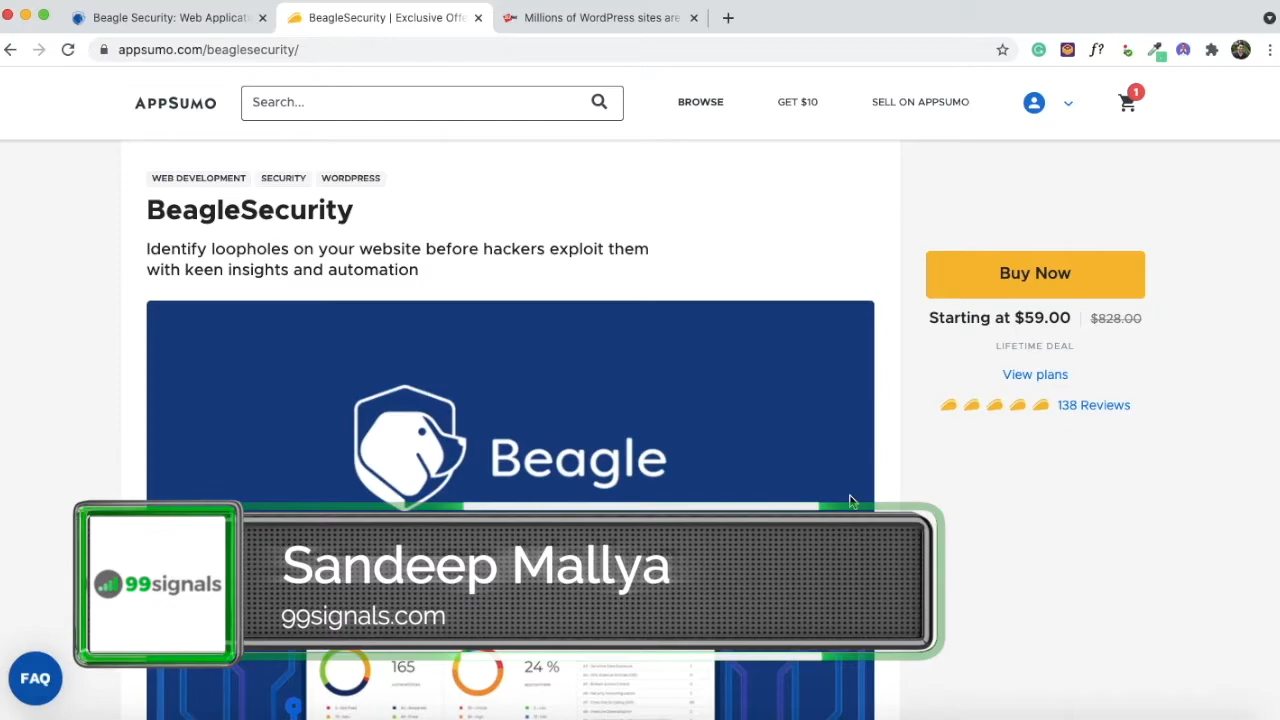 Beagle Security: Web Applicat
BeagleSecurity | Exclusive Offe
Millions of WordPress sites are
appsumo.com/beaglesecurity/
f?
APPSUMO
Search...
BROWSE
GET $10
SELL ON APPSUMO
1
WEB DEVELOPMENT
SECURITY
WORDPRESS
BeagleSecurity
Identify loopholes on your website before hackers exploit them
with keen insights and automation
Buy Now
Starting at $59.00
$828.00
LIFETIME DEAL
View plans
138 Reviews
Beagle
99signals
Sandeep Mallya
99signals.com
FAQ
165
24 %